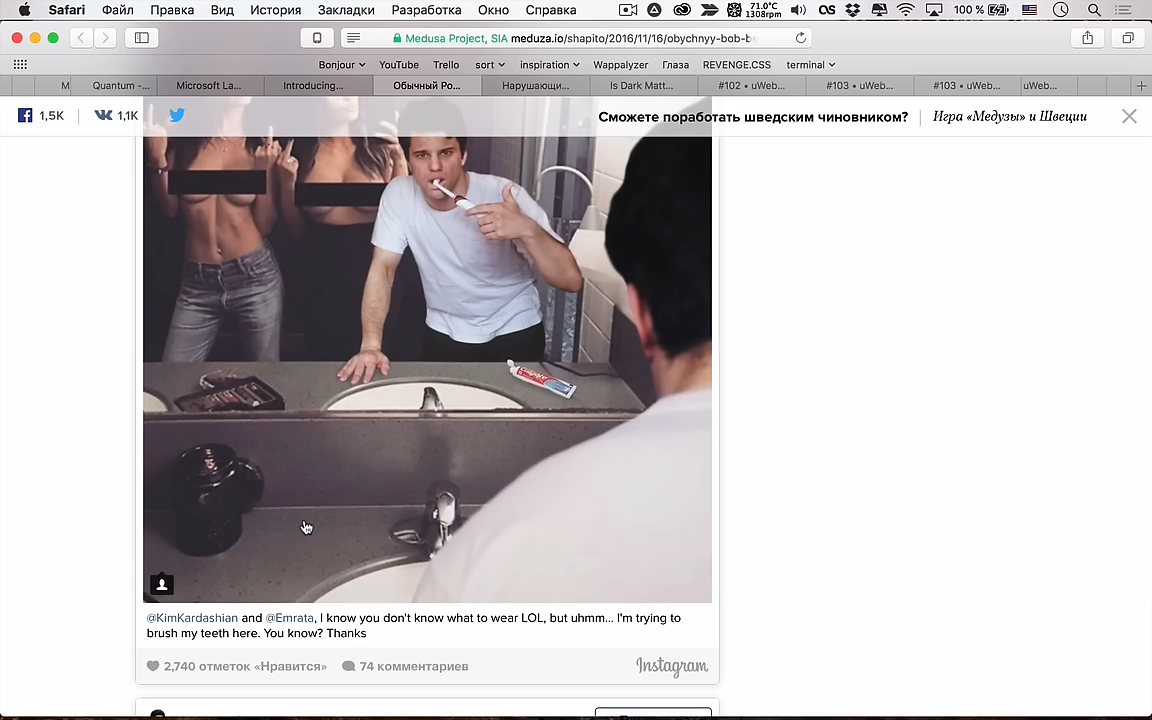 Safari Файл Правка Вид История Закладки Разработка Окно Справка 71.0°C 1308rpm 100 %
Medusa Project, SIA meduza.io/shapito/2016/11/16/obychnyy-bob-b
Bonjour YouTube Trello sort inspiration Wappalyzer Глаза REVENGE.CSS terminal
M Quantum -... Microsoft La... Introducing... Обычный Ро... Нарушающи... Is Dark Matt... #102 • uWeb... #103 • uWeb... #103 • uWeb... uWeb...
1,5K 1,1K Сможете поработать шведским чиновником? Игра «Медузы» и Швеции
Colgate
@KimKardashian and @Emrata, I know you don't know what to wear LOL, but uhmm... I'm trying to
brush my teeth here. You know? Thanks
2,740 отметок «Нравится» 74 комментариев Instagram